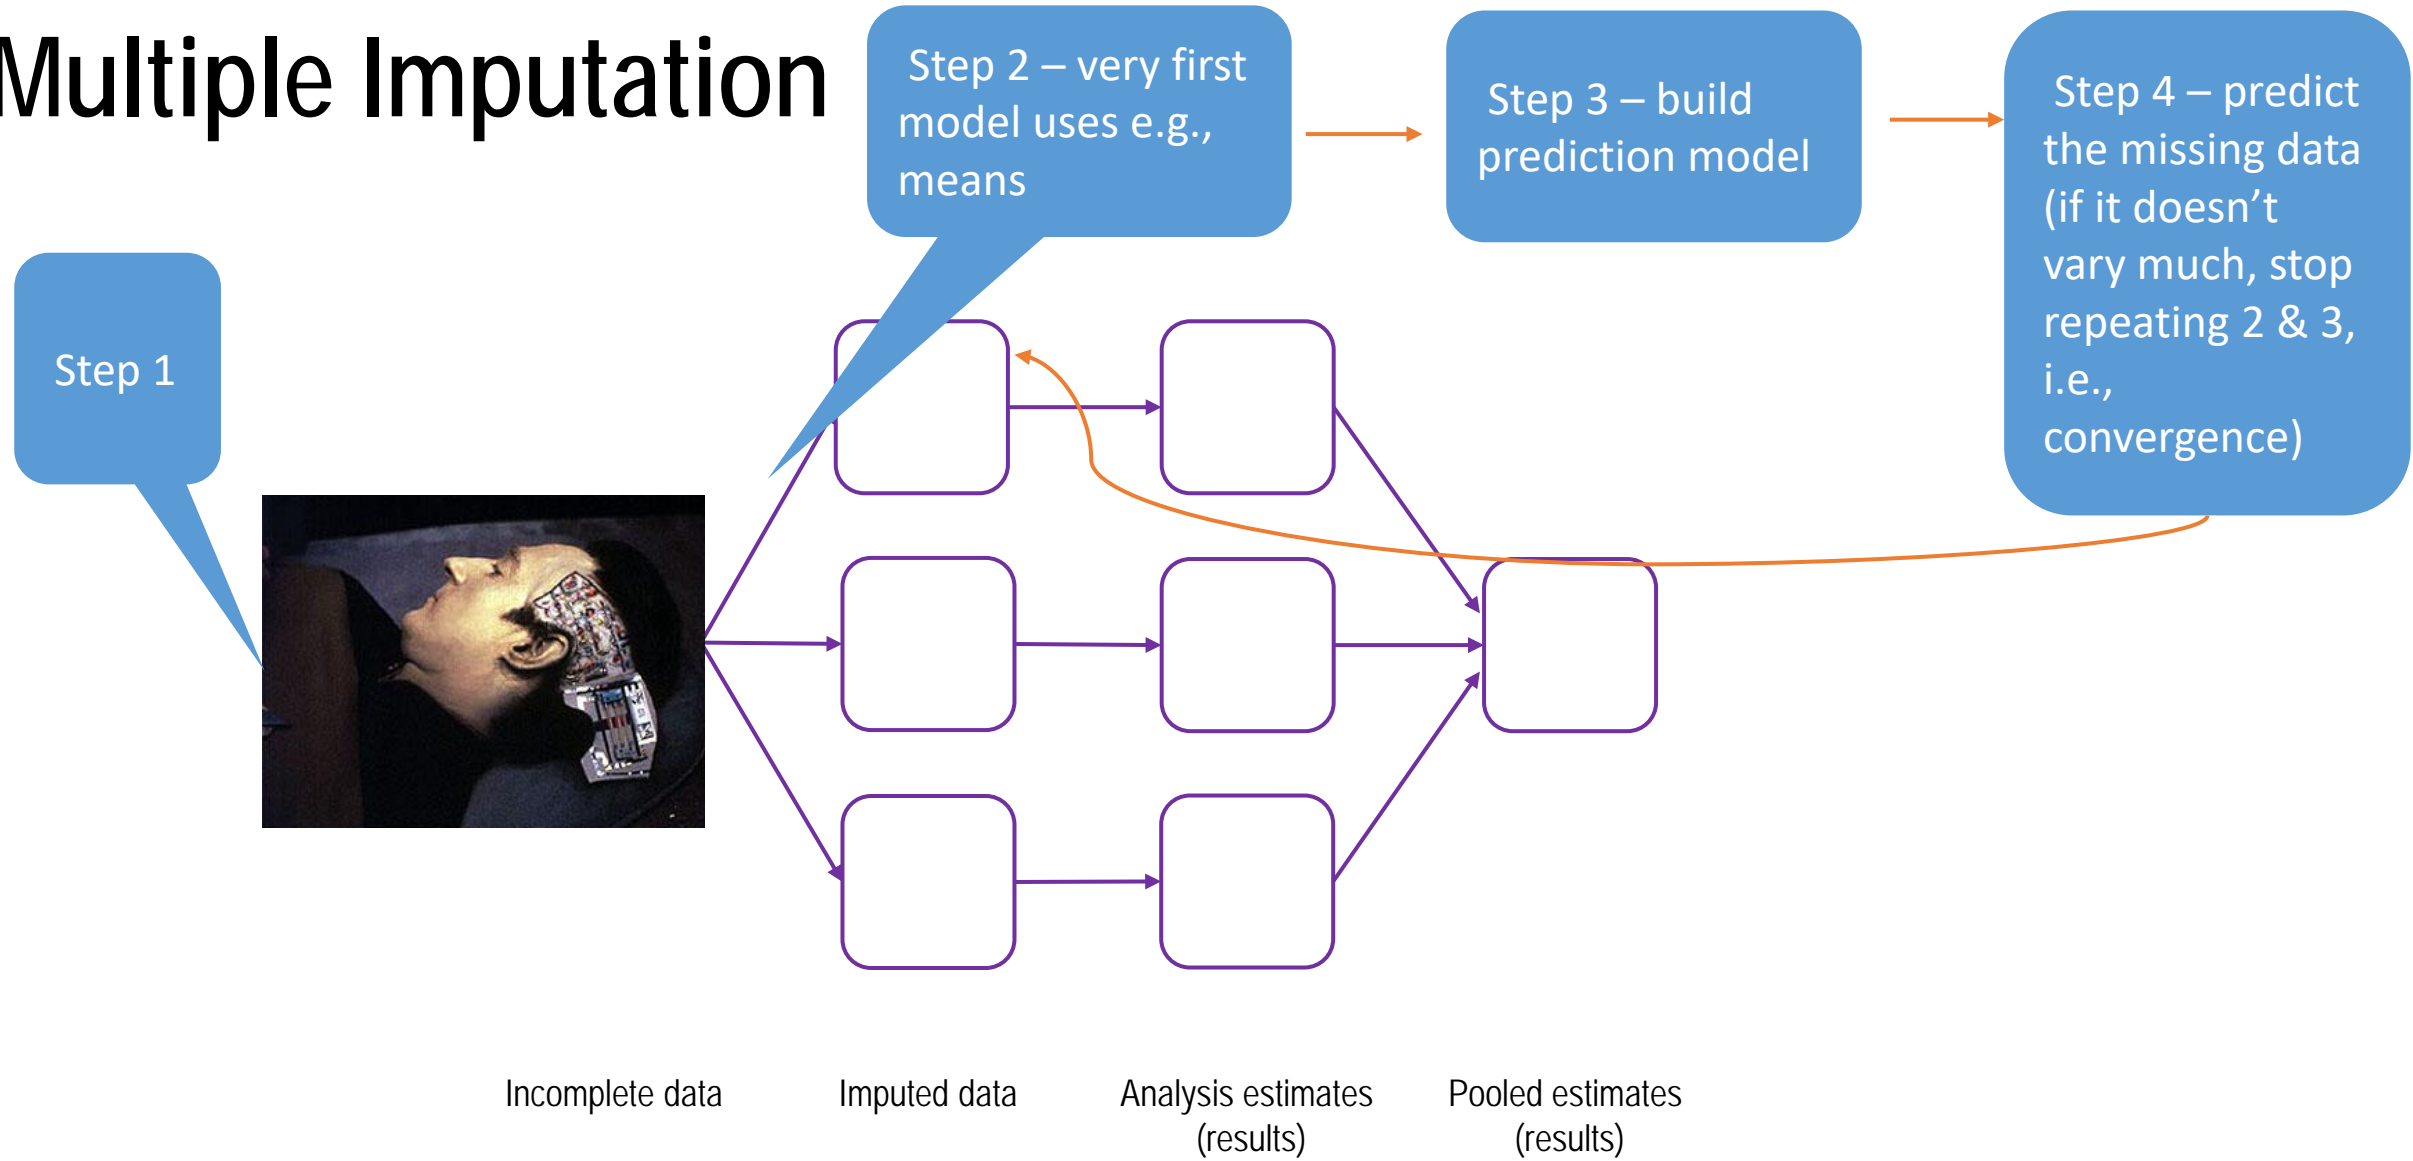 Multiple Imputation
Step 2 – very first
model uses e.g.,
means
Step 3 – build
prediction model
Step 4 – predict
the missing data
(if it doesn’t
vary much, stop
repeating 2 & 3,
i.e.,
convergence)
Step 1
Incomplete data
Imputed data
Analysis estimates
(results)
Pooled estimates
(results)